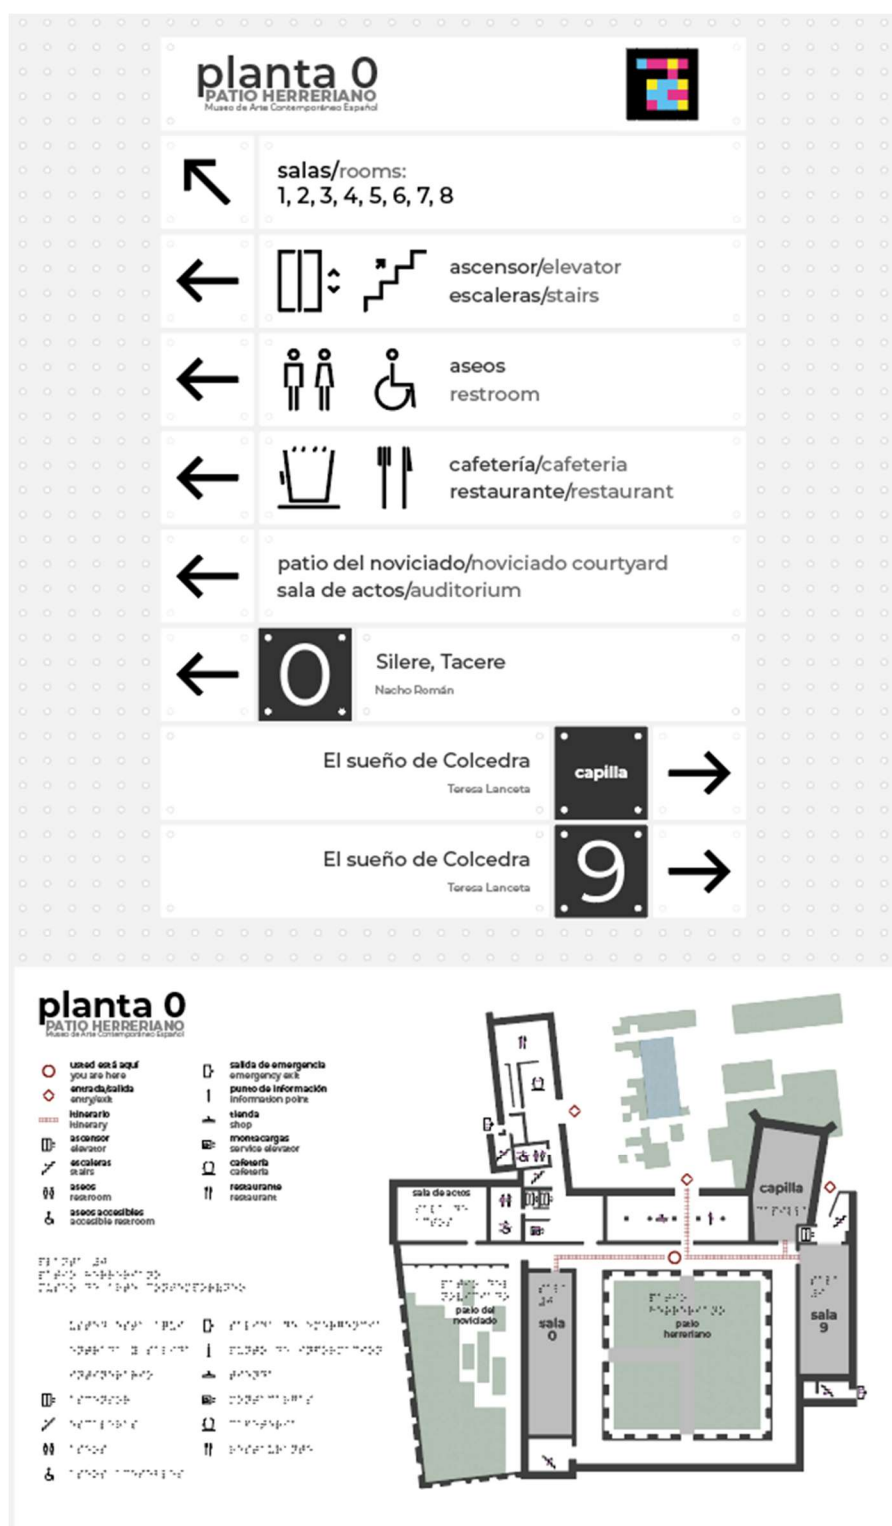 planta 0
PATIO HERRERIANO
Museo de Arte Contemporáneo Español
salas/rooms:
1, 2, 3, 4, 5, 6, 7, 8
ascensor/elevator
escaleras/stairs
aseos
restroom
cafetería/cafeteria
restaurante/restaurant
patio del noviciado/noviciado courtyard
sala de actos/auditorium
0
Silere, Tacere
Nacho Román
El sueño de Colcedra
Teresa Lanceta
capilla
El sueño de Colcedra
Teresa Lanceta
9
planta 0
PATIO HERRERIANO
Museo de Arte Contemporáneo Español
usted está aquí
you are here
entrada/salida
entry/exit
itinerario
itinerary
ascensor
elevator
escaleras
stairs
aseos
restroom
aseos accesibles
accesible restroom
salida de emergencia
emergency exit
punto de información
information point
tienda
shop
montacargas
service elevator
cafetería
cafeteria
restaurante
restaurant
sala de actos
capilla
patio del
noviciado
sala
0
patio
herreriano
sala
9